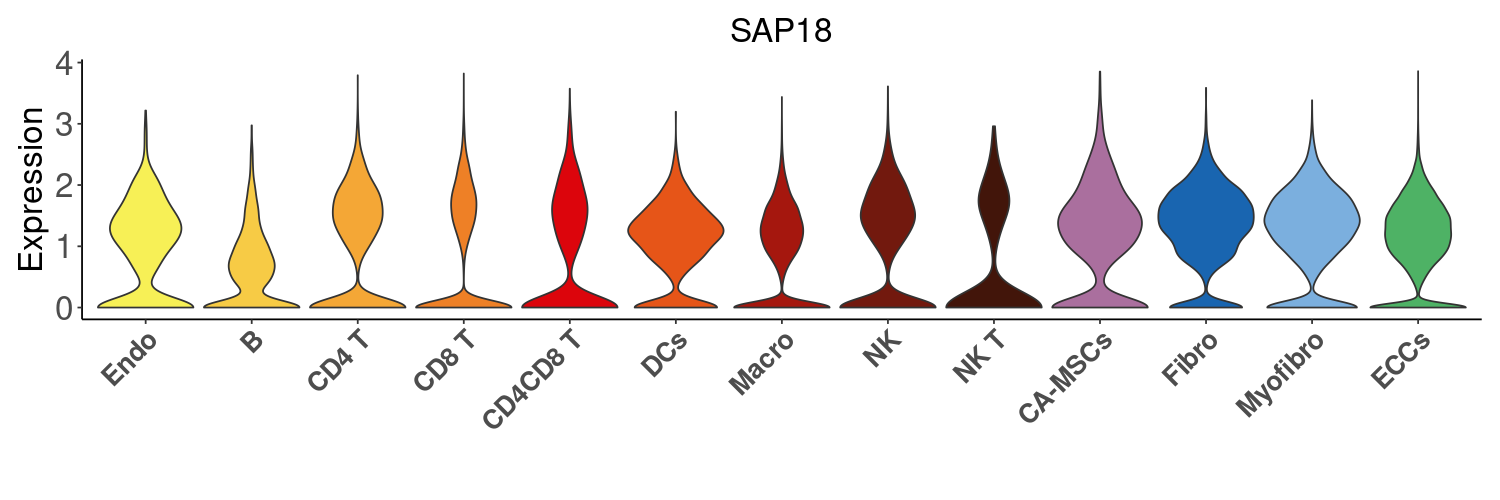 SAP18
Expression
4
3
2
1
0
Endo
B
CD4 T
CD8 T
CD4CD8 T
DCs
Macro
NK
NK T
CA-MSCs
Fibro
Myofibro
ECCs